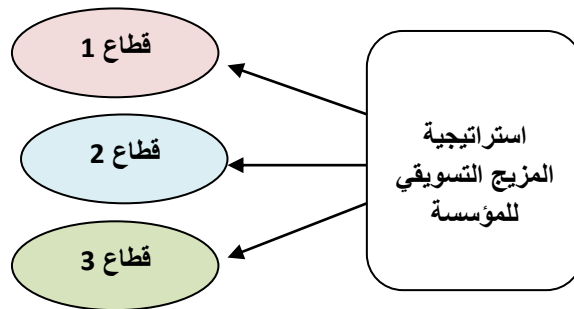 قطاع 1
قطاع 2
قطاع 3
استراتيجية
المزيج التسويقي
للمؤسسة